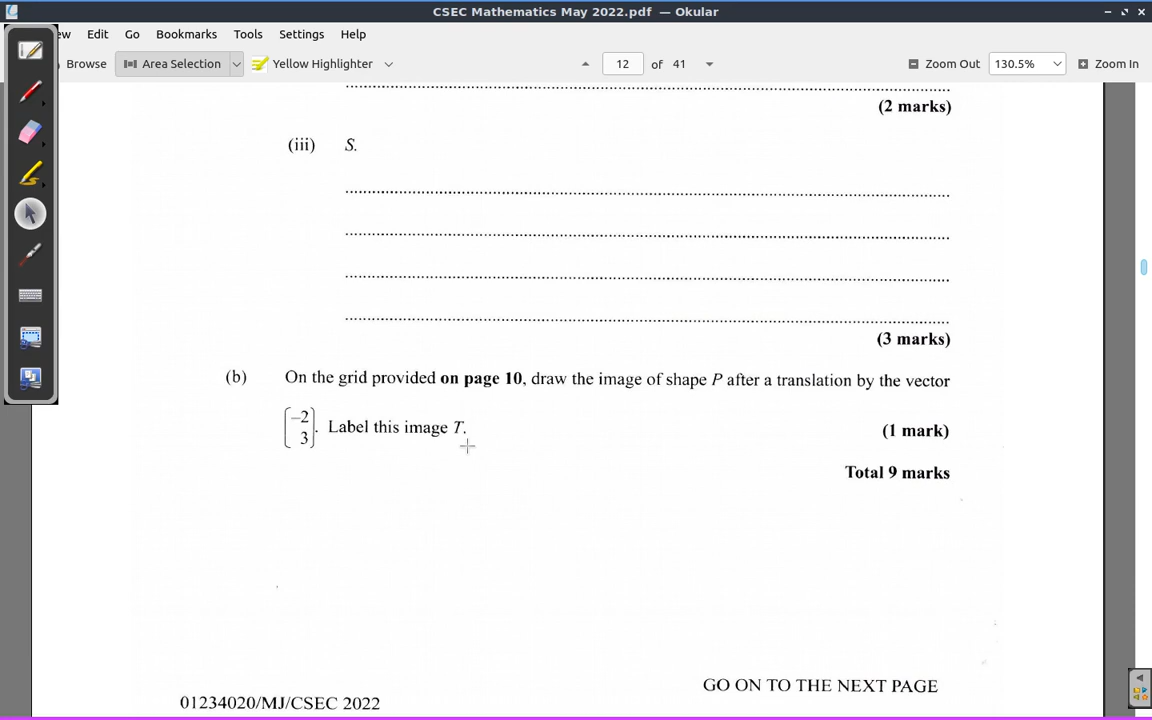 CSEC Mathematics May 2022.pdf — Okular
ew Edit Go Bookmarks Tools Settings Help
Browse Area Selection Yellow Highlighter 12 of 41 Zoom Out 130.5% Zoom In
(2 marks)
(iii) S.
(3 marks)
(b) On the grid provided on page 10, draw the image of shape P after a translation by the vector
(−2 3). Label this image T. (1 mark)
Total 9 marks
GO ON TO THE NEXT PAGE
01234020/MJ/CSEC 2022